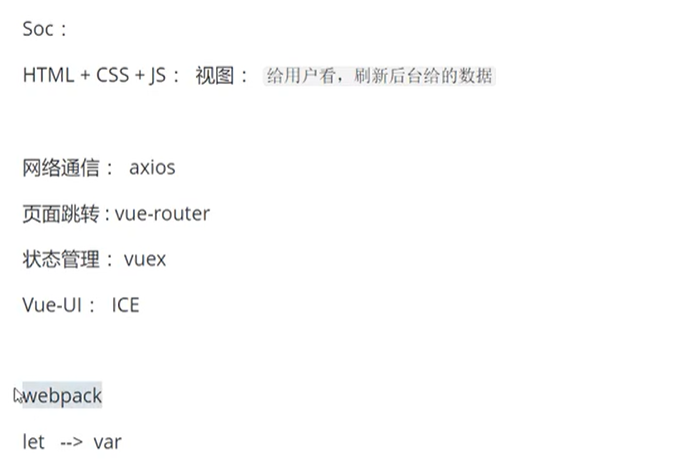 Soc：
HTML + CSS + JS： 视图： 给用户看，刷新后台给的数据
网络通信： axios
页面跳转 : vue-router
状态管理： vuex
Vue-UI： ICE
webpack
let --> var